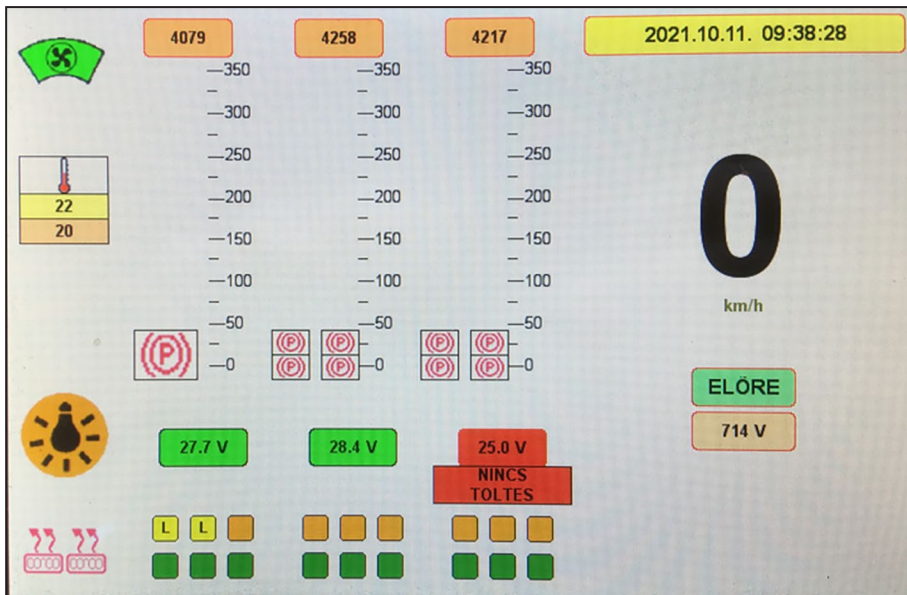 4079
4258
4217
2021.10.11. 09:38:28
350
350
350
300
300
300
250
250
250
22
20
200
200
200
150
150
150
0
100
100
100
km/h
50
50
50
P
P
P
P
P
P
P
P
P
0
0
0
ELÖRE
714 V
27.7 V
28.4 V
25.0 V
NINCS
TOLTES
L
L